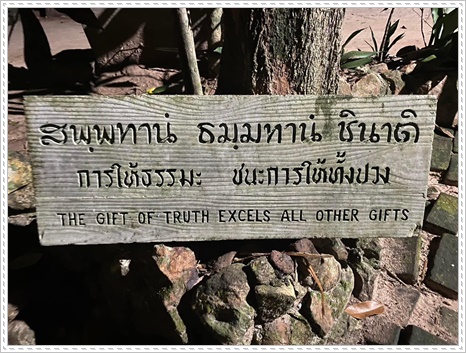 สพฺพทานํ ธมฺมทานํ ชินาติ
การให้ธรรมะ ชนะการให้ทั้งปวง
THE GIFT OF TRUTH EXCELS ALL OTHER GIFTS